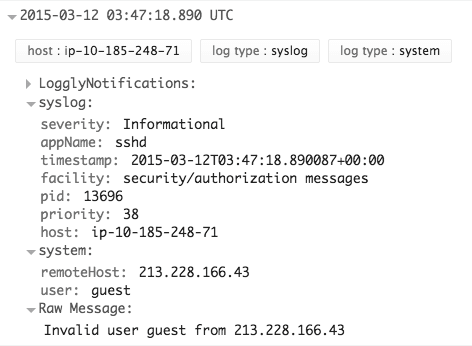 2015-03-12 03:47:18.890 UTC
host : ip-10-185-248-71 log type : syslog log type : system
LogglyNotifications:
syslog:
severity: Informational
appName: sshd
timestamp: 2015-03-12T03:47:18.890087+00:00
facility: security/authorization messages
pid: 13696
priority: 38
host: ip-10-185-248-71
system:
remoteHost: 213.228.166.43
user: guest
Raw Message:
Invalid user guest from 213.228.166.43